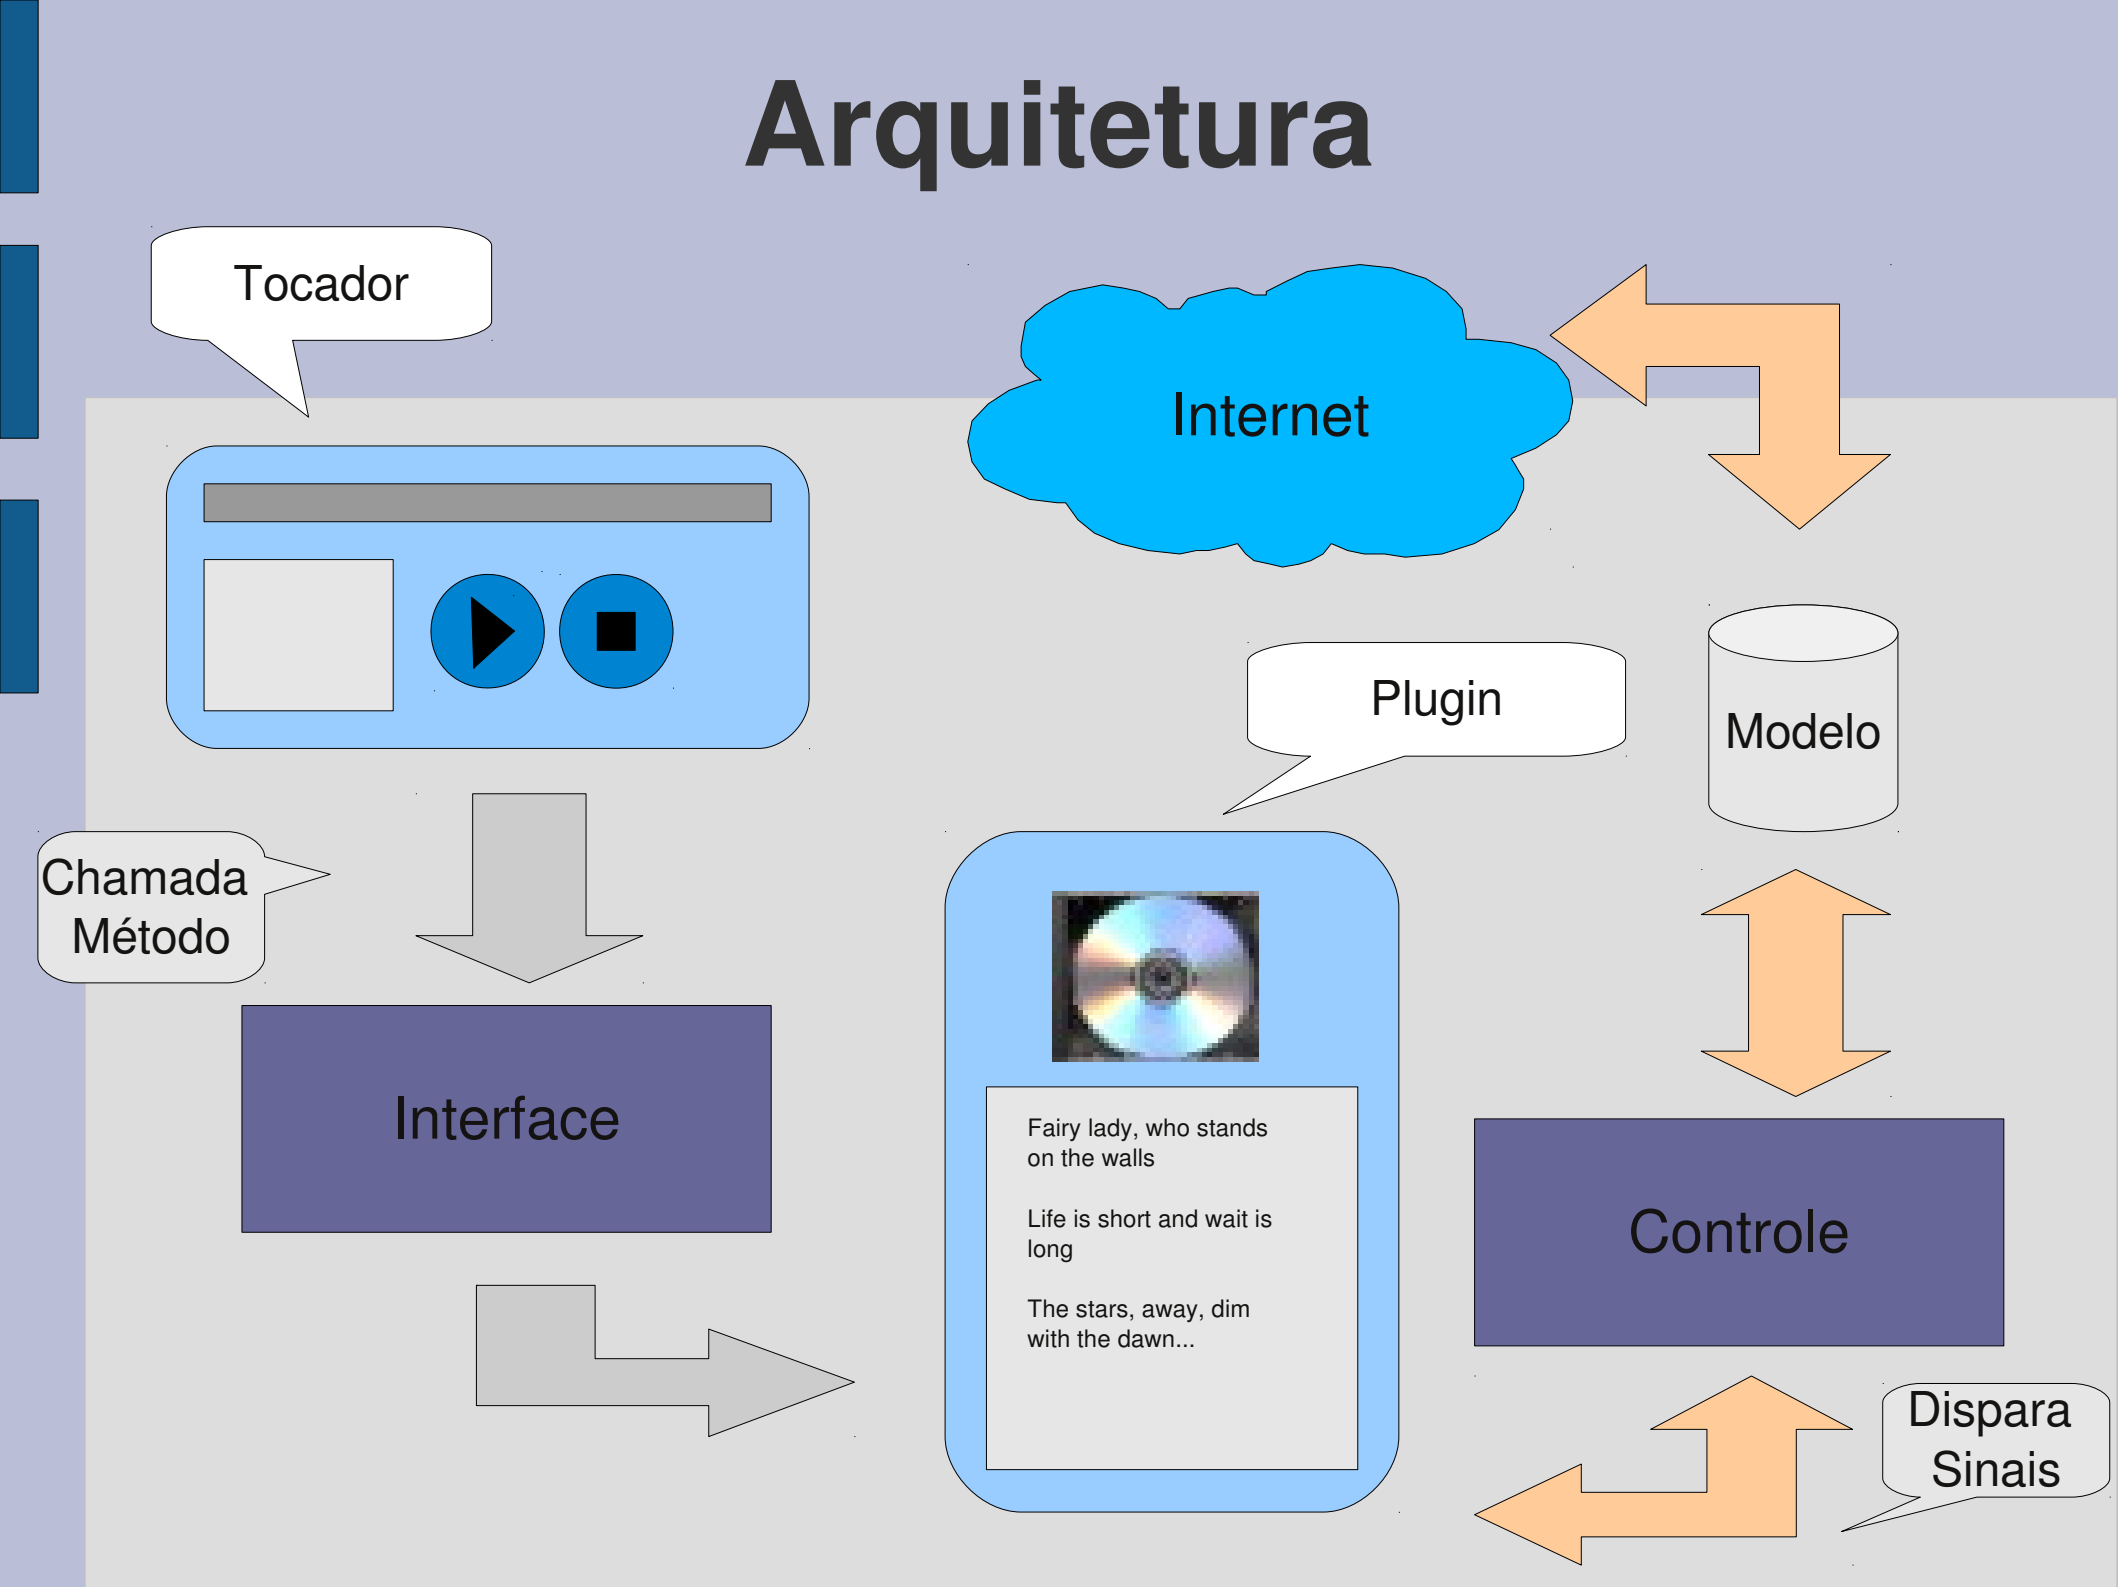 Arquitetura
Tocador
Internet
Plugin
Modelo
Chamada
Método
Interface
Fairy lady, who stands
on the walls
Life is short and wait is
long
The stars, away, dim
with the dawn...
Controle
Dispara
Sinais